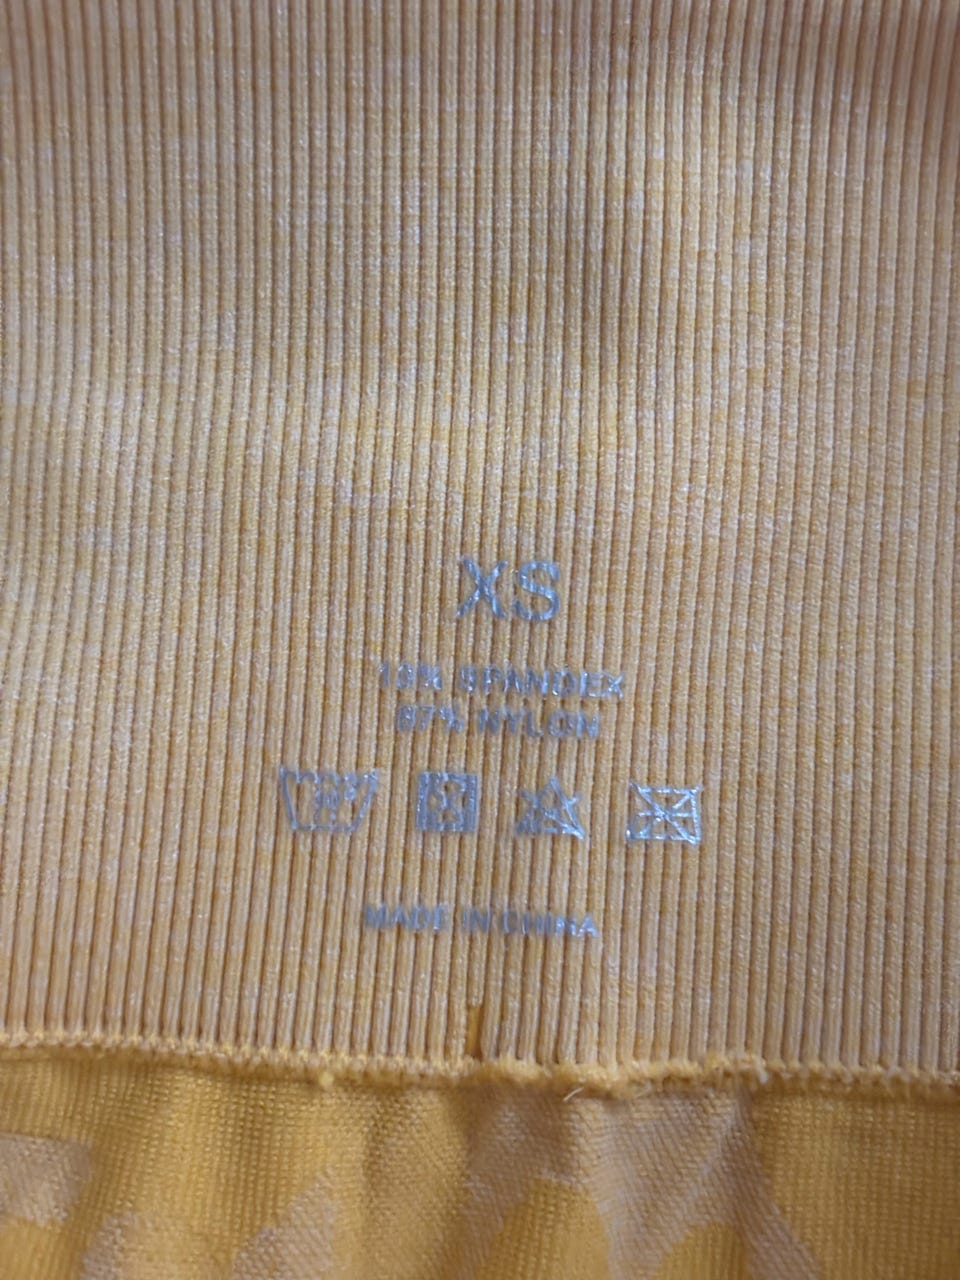 XS
13% SPANDEX
87% NYLON
MADE IN CHINA